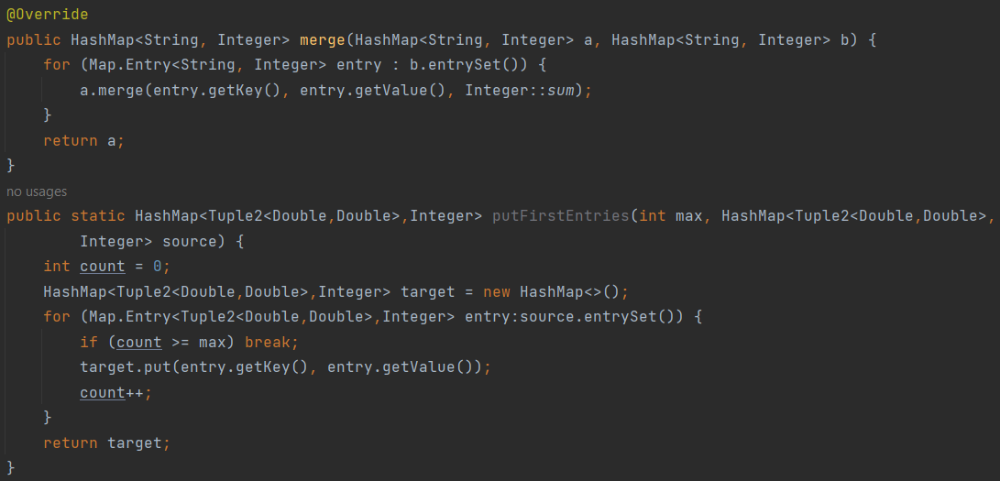 @Override
public HashMap<String, Integer> merge(HashMap<String, Integer> a, HashMap<String, Integer> b) {
    for (Map.Entry<String, Integer> entry : b.entrySet()) {
        a.merge(entry.getKey(), entry.getValue(), Integer::sum);
    }
    return a;
}
no usages
public static HashMap<Tuple2<Double,Double>,Integer> putFirstEntries(int max, HashMap<Tuple2<Double,Double>,
        Integer> source) {
    int count = 0;
    HashMap<Tuple2<Double,Double>,Integer> target = new HashMap<>();
    for (Map.Entry<Tuple2<Double,Double>,Integer> entry:source.entrySet()) {
        if (count >= max) break;
        target.put(entry.getKey(), entry.getValue());
        count++;
    }
    return target;
}